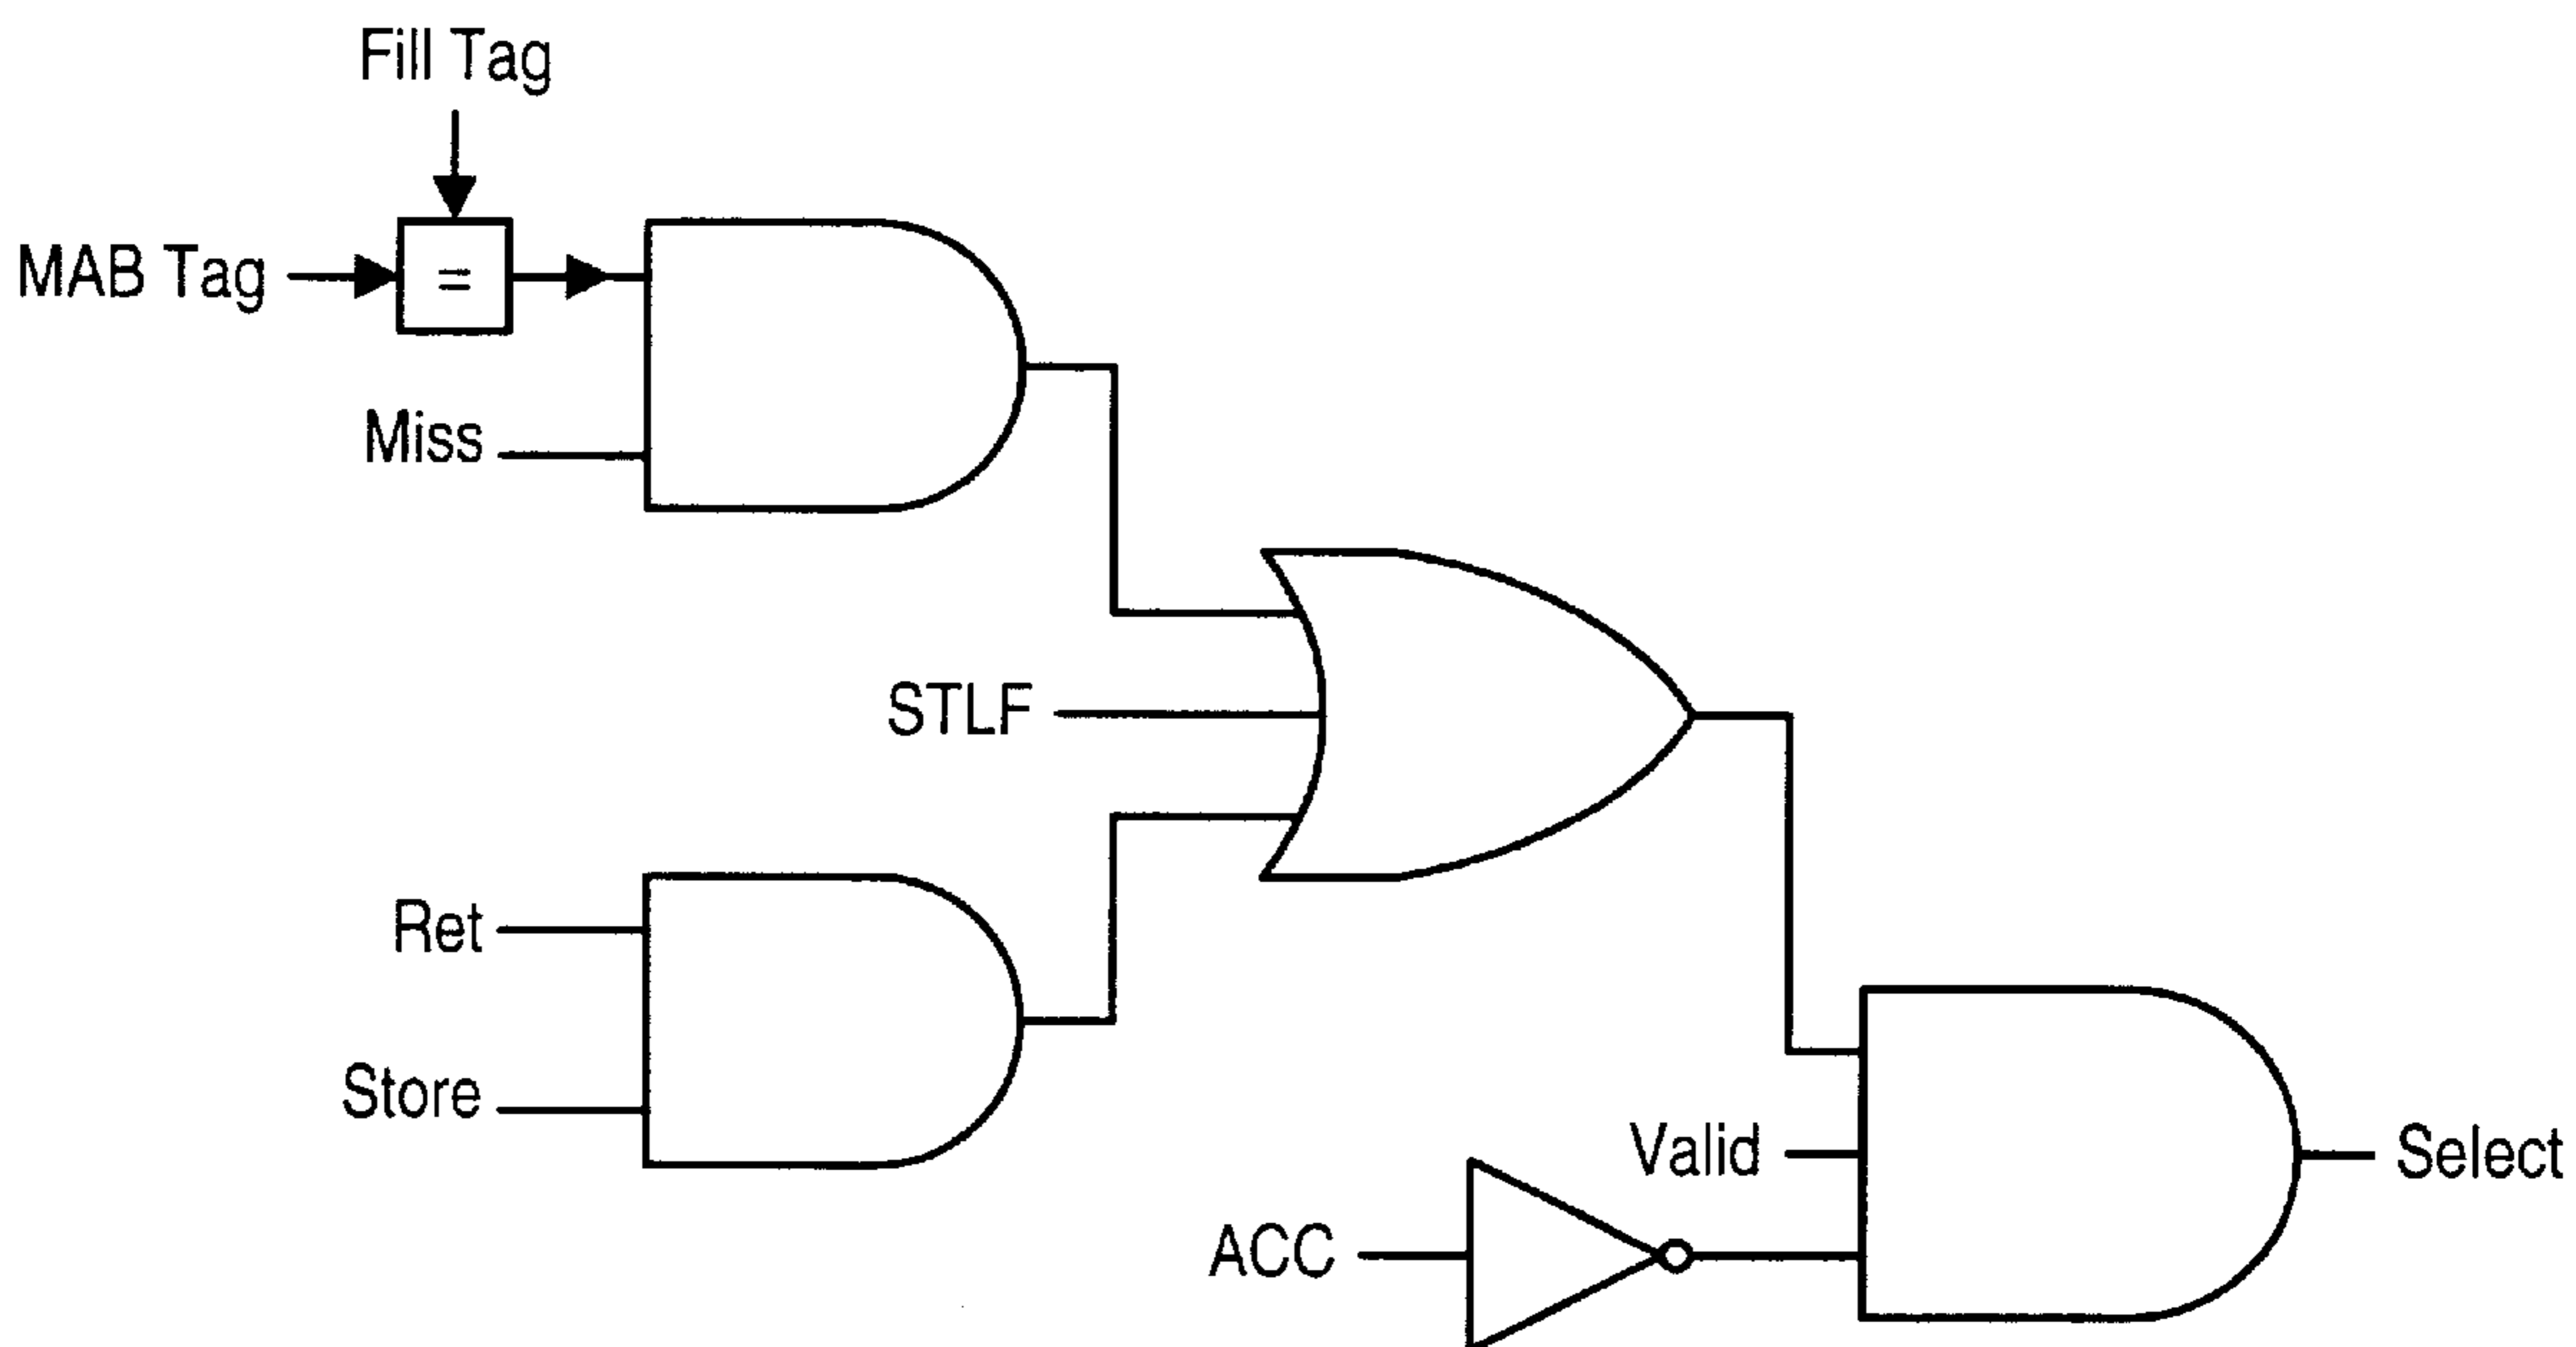 Fill Tag
MAB Tag
=
Miss
STLF
Ret
Store
Valid
Select
ACC